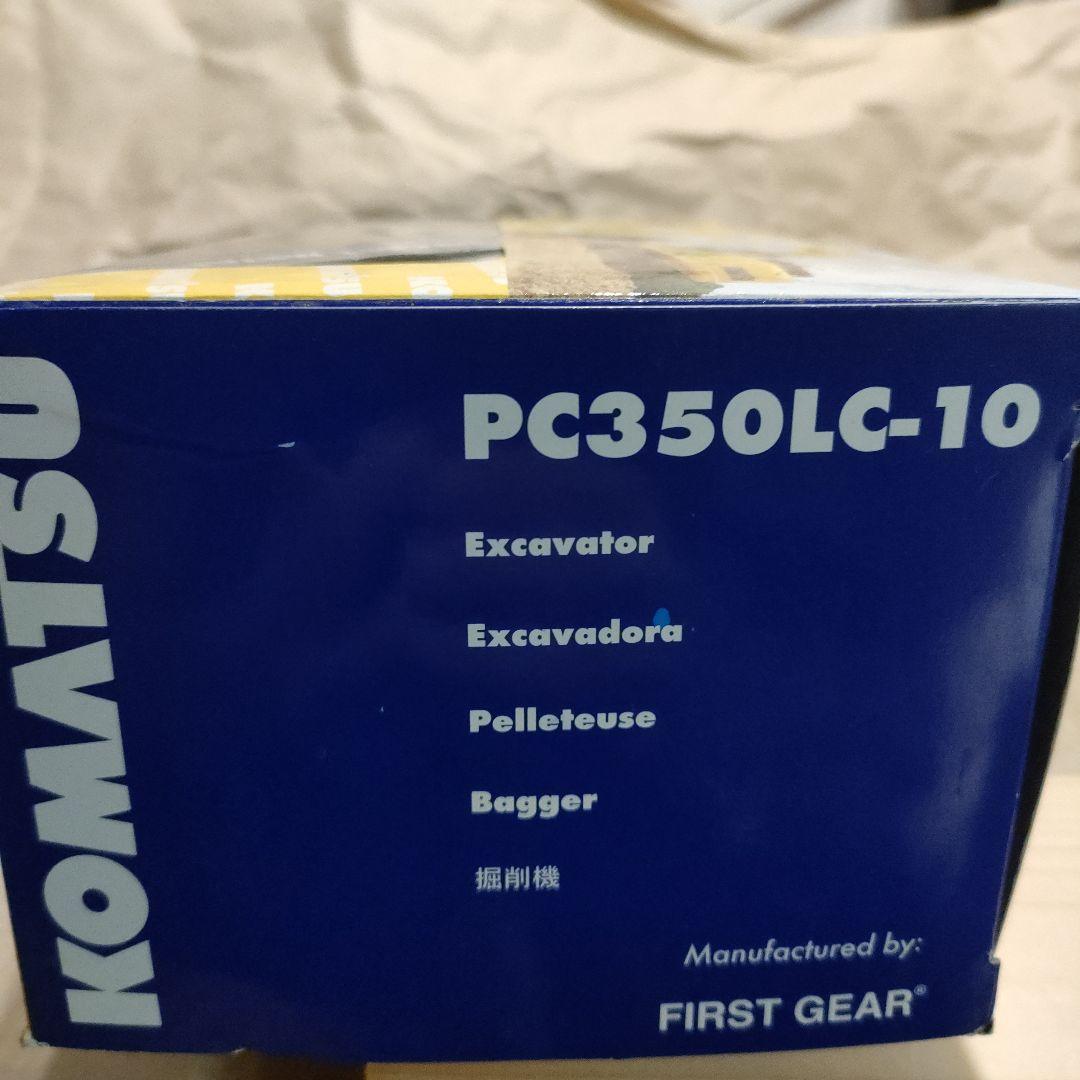 KOMATSU
PC350LC-10
Excavator
Excavadora
Pelleteuse
Bagger
掘削機
Manufactured by:
FIRST GEAR®